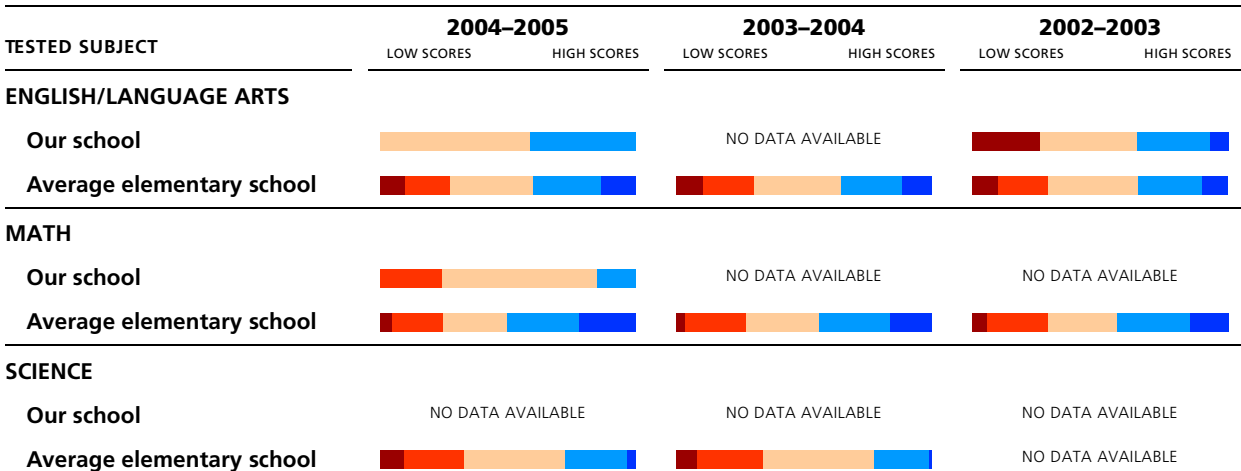 2004–2005 2003–2004 2002–2003
TESTED SUBJECT LOW SCORES HIGH SCORES LOW SCORES HIGH SCORES LOW SCORES HIGH SCORES
ENGLISH/LANGUAGE ARTS
Our school NO DATA AVAILABLE
Average elementary school
MATH
Our school NO DATA AVAILABLE NO DATA AVAILABLE
Average elementary school
SCIENCE
Our school NO DATA AVAILABLE NO DATA AVAILABLE NO DATA AVAILABLE
Average elementary school NO DATA AVAILABLE